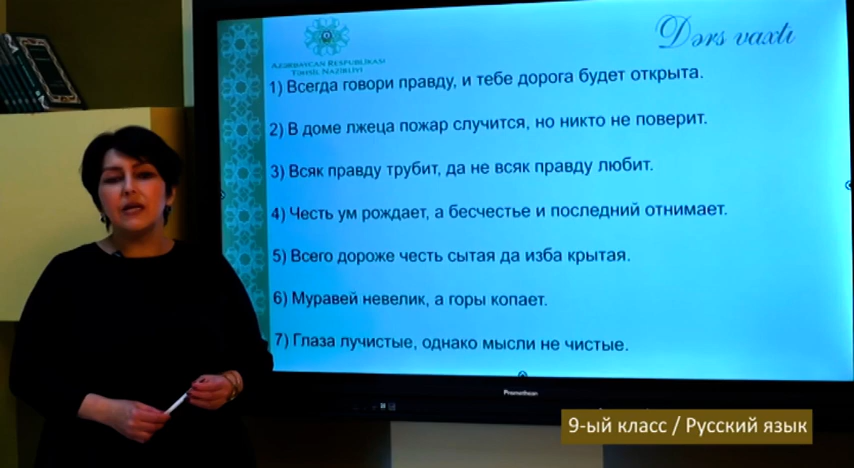 Dərs vaxtı
AZƏRBAYCAN RESPUBLİKASI
TƏHSİL NAZİRLİYİ
1) Всегда говори правду, и тебе дорога будет открыта.
2) В доме лжеца пожар случится, но никто не поверит.
3) Всяк правду трубит, да не всяк правду любит.
4) Честь ум рождает, а бесчестье и последний отнимает.
5) Всего дороже честь сытая да изба крытая.
6) Муравей невелик, а горы копает.
7) Глаза лучистые, однако мысли не чистые.
Promethean
9-ый класс / Русский язык